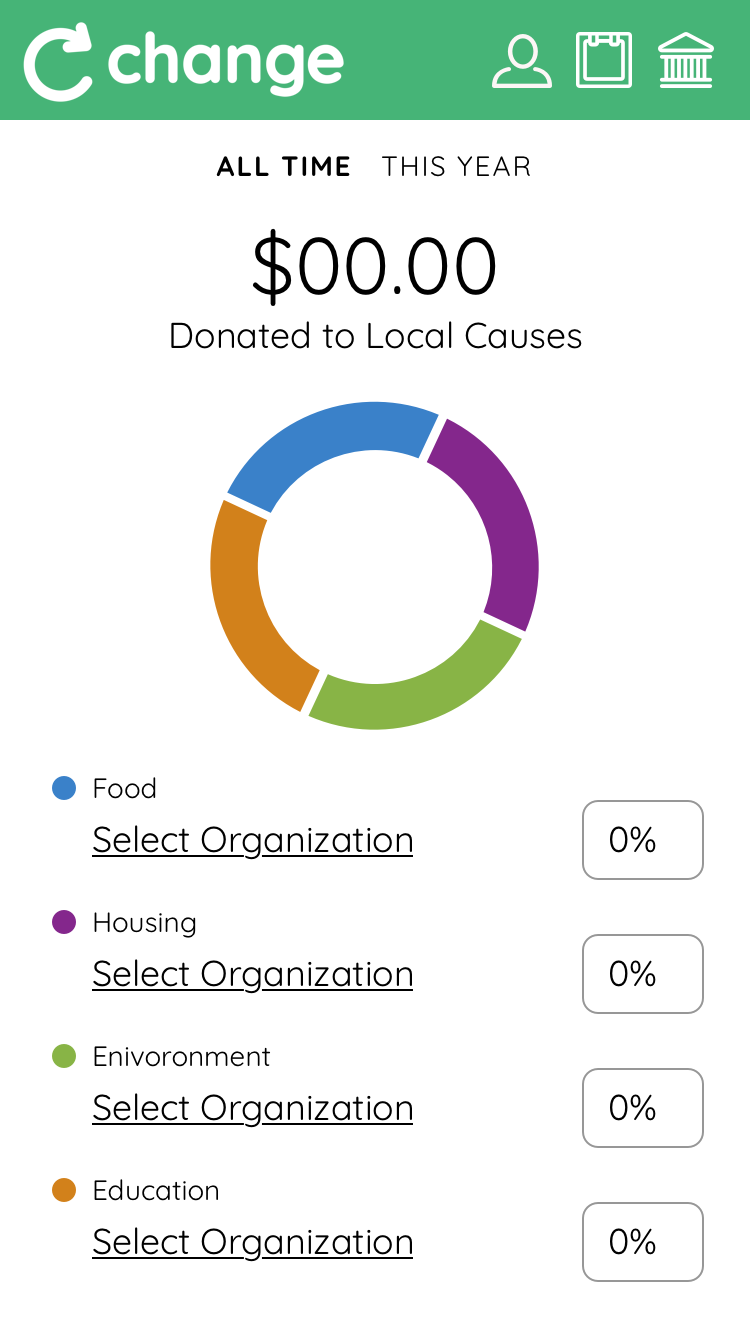 change
ALL TIME THIS YEAR
$00.00
Donated to Local Causes
Food
Select Organization 0%
Housing
Select Organization 0%
Enivoronment
Select Organization 0%
Education
Select Organization 0%